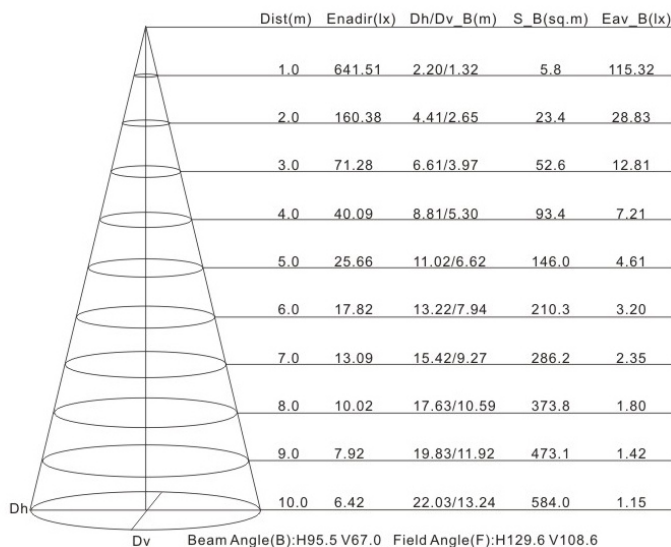 Dist(m) Enadir(lx) Dh/Dv_B(m) S_B(sq.m) Eav_B(lx)
1.0 641.51 2.20/1.32 5.8 115.32
2.0 160.38 4.41/2.65 23.4 28.83
3.0 71.28 6.61/3.97 52.6 12.81
4.0 40.09 8.81/5.30 93.4 7.21
5.0 25.66 11.02/6.62 146.0 4.61
6.0 17.82 13.22/7.94 210.3 3.20
7.0 13.09 15.42/9.27 286.2 2.35
8.0 10.02 17.63/10.59 373.8 1.80
9.0 7.92 19.83/11.92 473.1 1.42
Dh 10.0 6.42 22.03/13.24 584.0 1.15
Dv Beam Angle(B):H95.5 V67.0 Field Angle(F):H129.6 V108.6